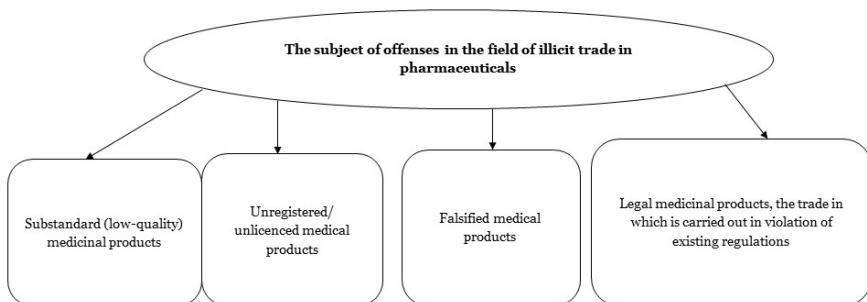 The subject of offenses in the field of illicit trade in
pharmaceuticals
Substandard (low-quality)
medicinal products
Unregistered/
unlicenced medical
products
Falsified medical
products
Legal medicinal products, the trade in
which is carried out in violation of
existing regulations